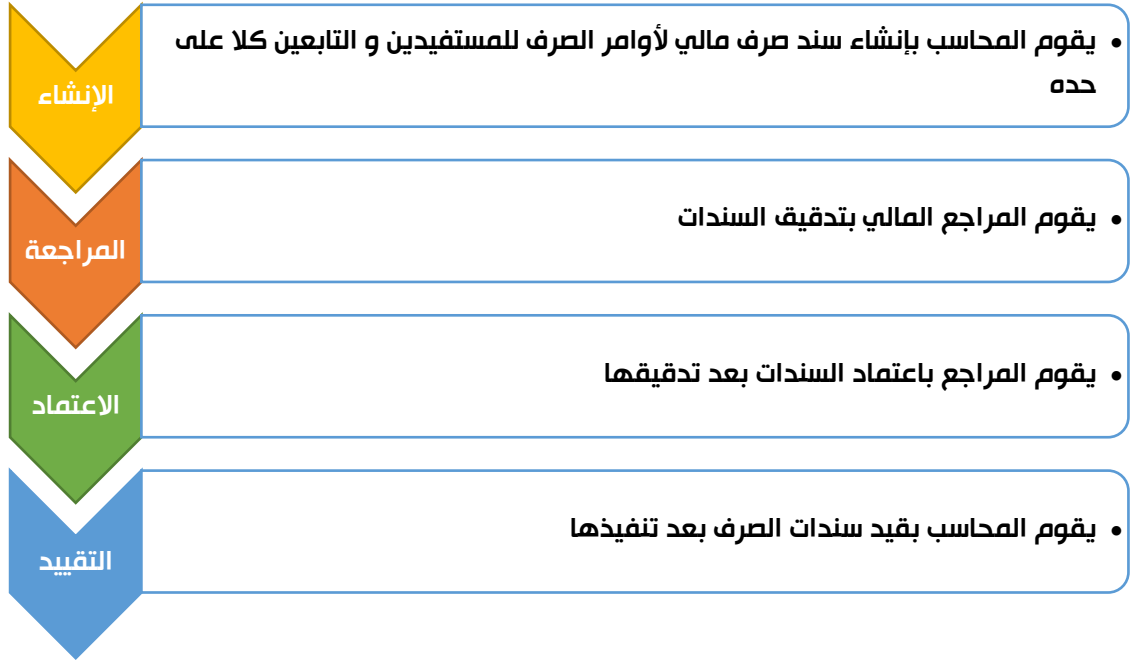 الإنشاء
• يقوم المحاسب بإنشاء سند صرف مالي لأوامر الصرف للمستفيدين و التابعين كلا على
حده
المراجعة
• يقوم المراجع المالي بتدقيق السندات
الاعتماد
• يقوم المراجع باعتماد السندات بعد تدقيقها
التقييد
• يقوم المحاسب بقيد سندات الصرف بعد تنفيذها